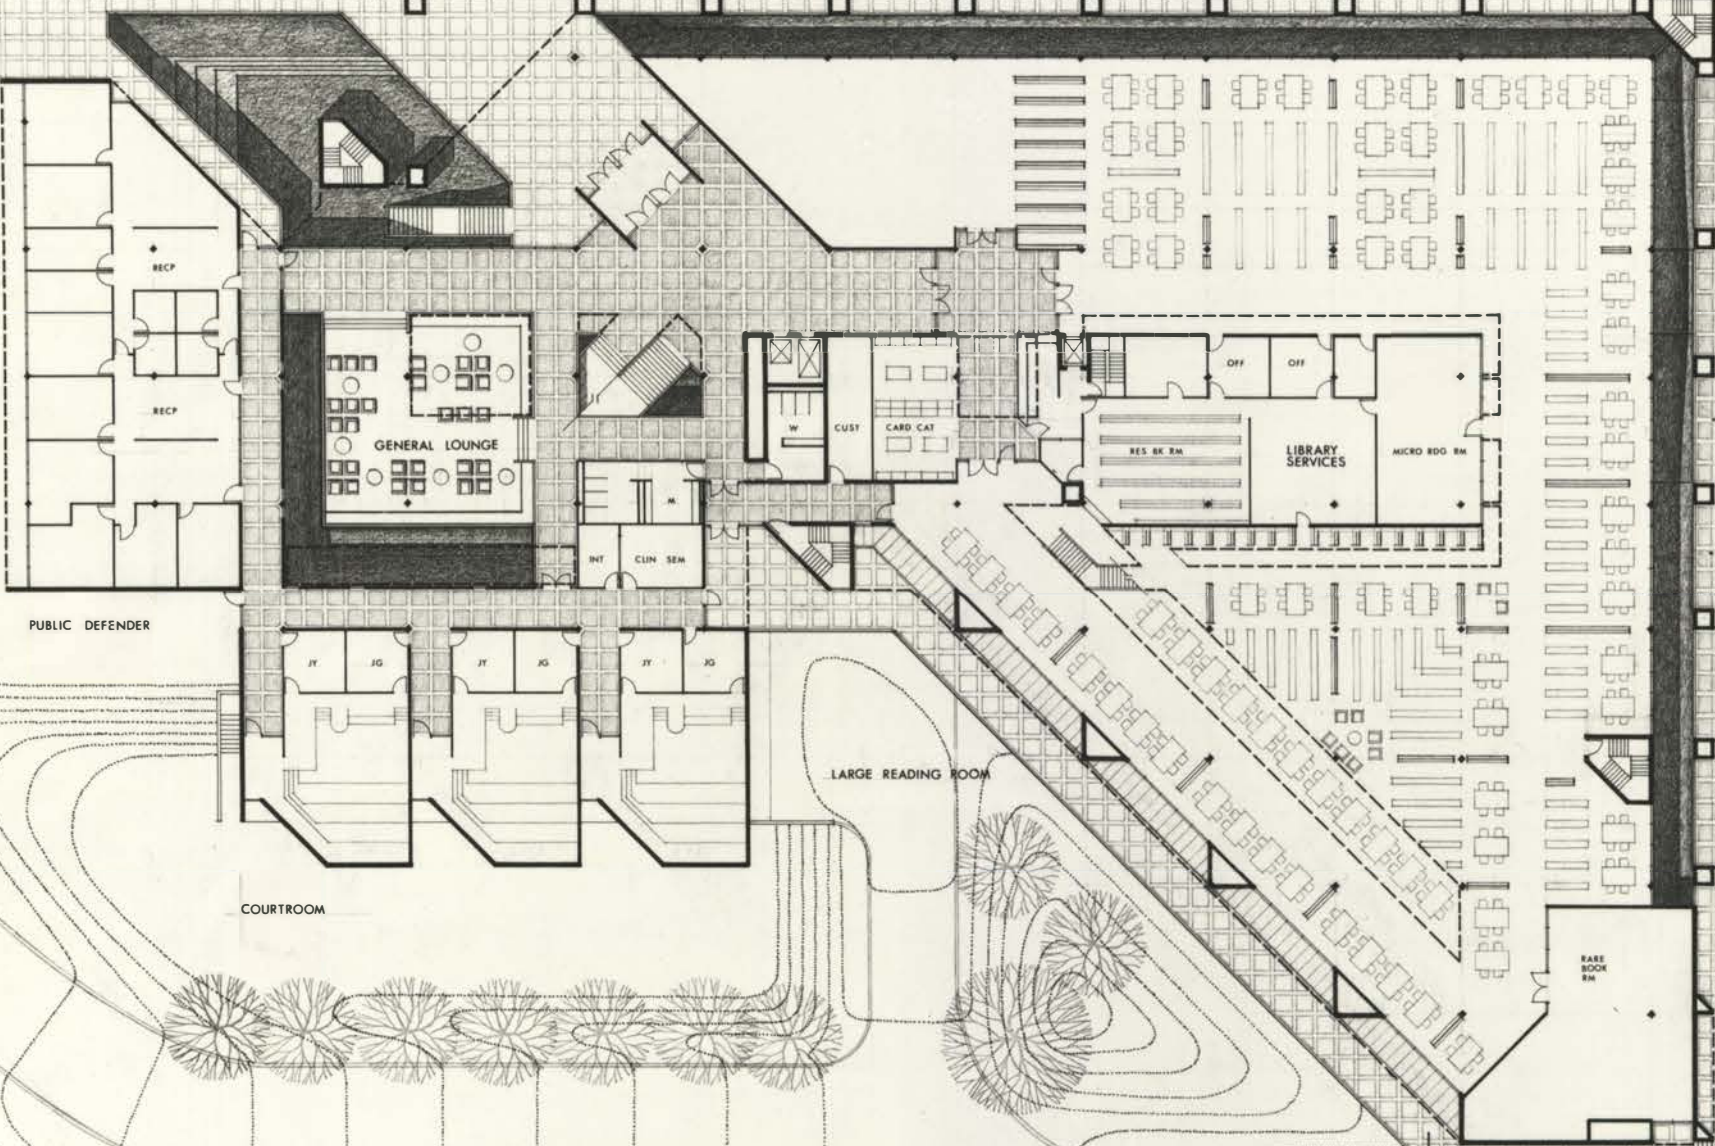 RECP
RECP
PUBLIC DEFENDER
GENERAL LOUNGE
W
CUST
CARD CAT
M
INT
CLIN SEM
OFF
OFF
RES BK RM
LIBRARY
SERVICES
MICRO RDG RM
JY
JG
JY
JG
JY
JG
LARGE READING ROOM
COURTROOM
RARE
BOOK
RM